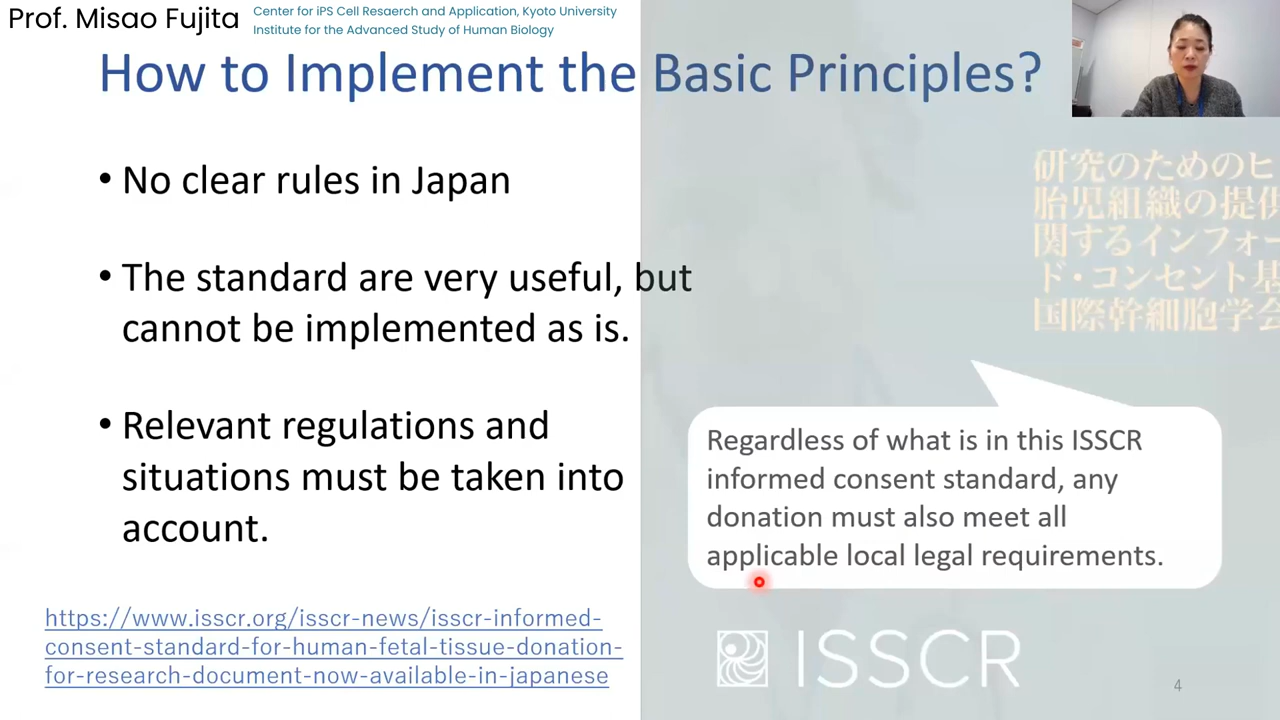 Prof. Misao Fujita
Center for iPS Cell Resaerch and Application, Kyoto University
Institute for the Advanced Study of Human Biology
How to Implement the Basic Principles?
• No clear rules in Japan
• The standard are very useful, but
cannot be implemented as is.
• Relevant regulations and
situations must be taken into
account.
https://www.isscr.org/isscr-news/isscr-informed-
consent-standard-for-human-fetal-tissue-donation-
for-research-document-now-available-in-japanese
研究のためのヒ
胎児組織の提供
関するインフォー
ド・コンセント基
国際幹細胞学会
Regardless of what is in this ISSCR
informed consent standard, any
donation must also meet all
applicable local legal requirements.
ISSCR
4